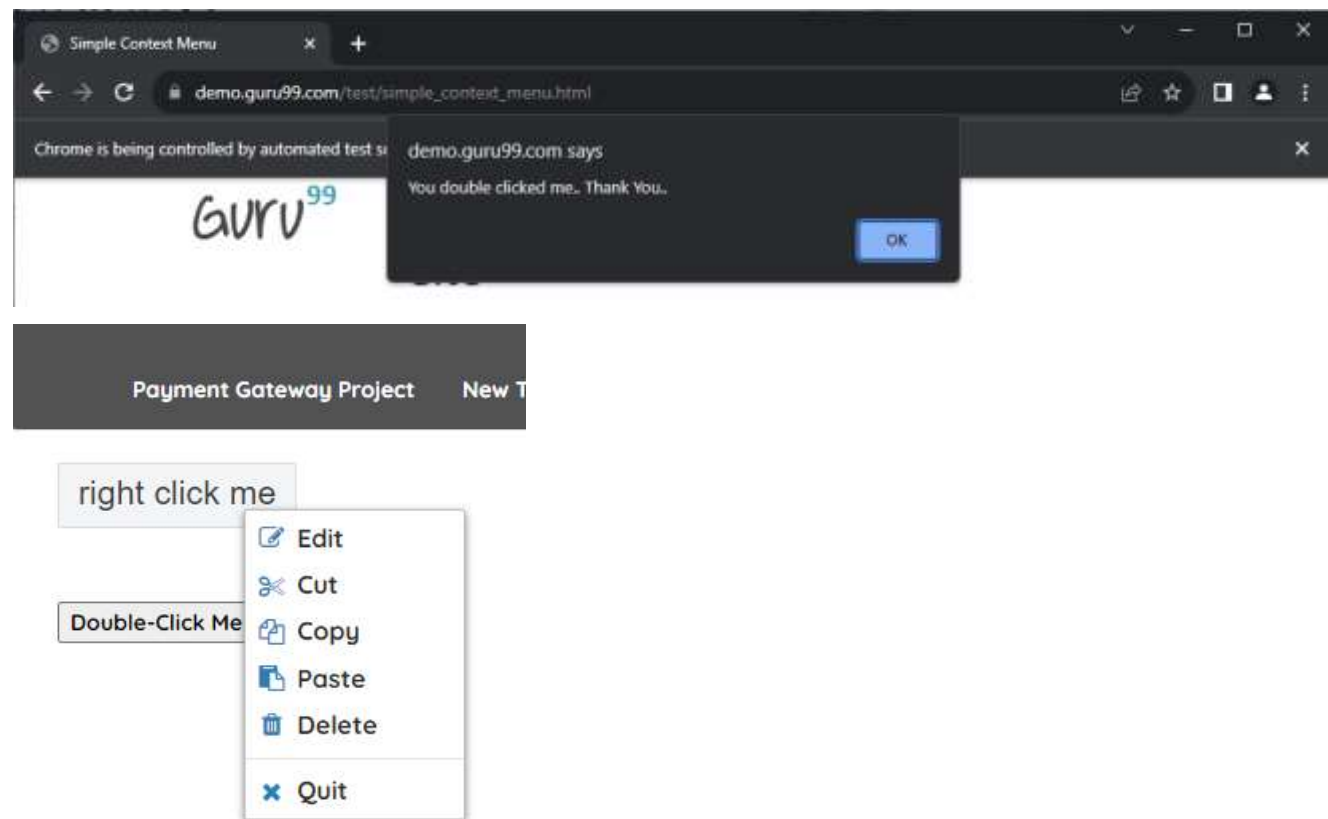 Simple Context Menu
demo.guru99.com/test/simple_context_menu.html
Chrome is being controlled by automated test s
demo.guru99.com says
You double clicked me.. Thank You..
OK
Guru99
Payment Gateway Project New T
right click me
Edit
Cut
Double-Click Me
Copy
Paste
Delete
Quit